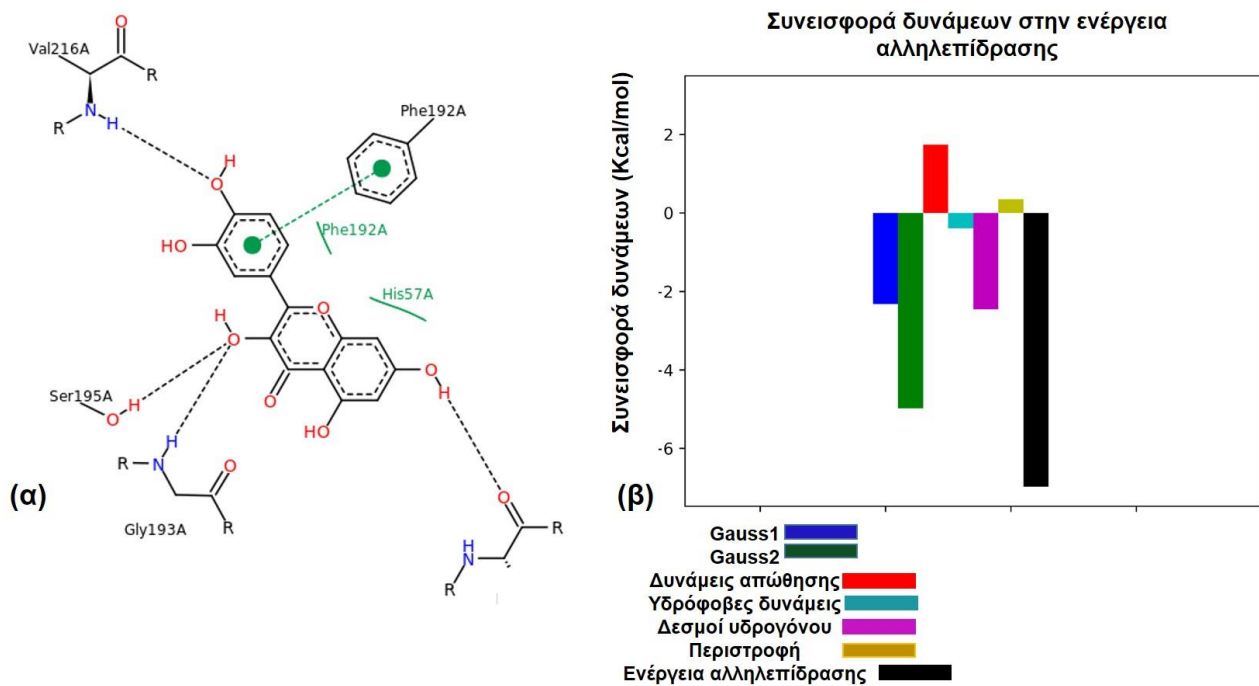 Val216A
O
R
N
H
R
H
O
HO
Phe192A
Phe192A
His57A
O
H
O
O
HO
O
H
Ser195A
H
O
H
R
N
O
Gly193A
R
O
R
H
N
R
(α)
Συνεισφορά δυνάμεων στην ενέργεια
αλληλεπίδρασης
Συνεισφορά δυνάμεων (Kcal/mol)
2
0
-2
-4
-6
(β)
Gauss1
Gauss2
Δυνάμεις απώθησης
Υδρόφοβες δυνάμεις
Δεσμοί υδρογόνου
Περιστροφή
Ενέργεια αλληλεπίδρασης